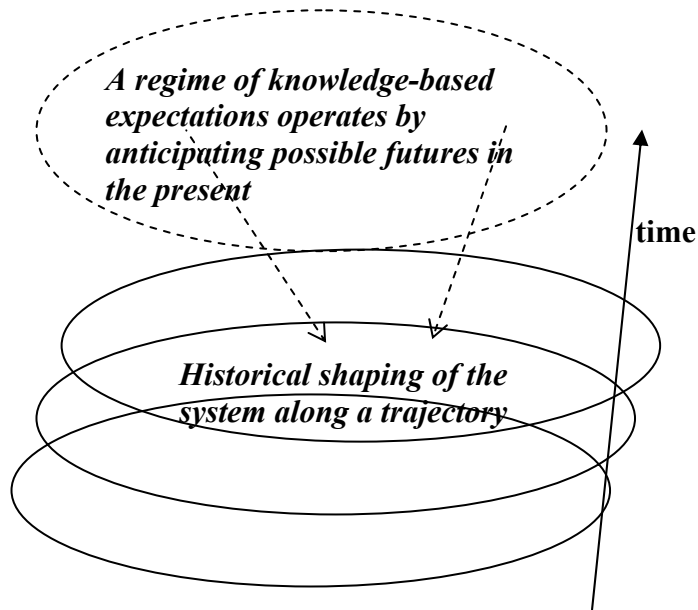 A regime of knowledge-based
expectations operates by
anticipating possible futures in
the present
time
Historical shaping of the
system along a trajectory